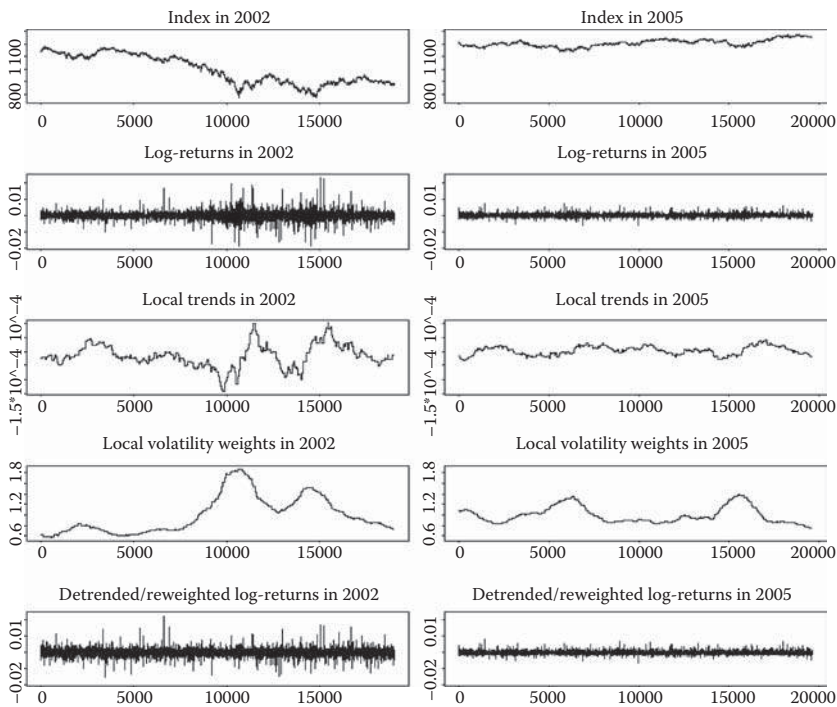 Index in 2002
Index in 2005
1100
800
0 5000 10000 15000
1100
800
0 5000 10000 15000 20000
Log-returns in 2002
Log-returns in 2005
0.01
−0.02
0 5000 10000 15000
0.01
−0.02
0 5000 10000 15000 20000
Local trends in 2002
Local trends in 2005
10^−4
−1.5*10^−4
0 5000 10000 15000
10^−4
−1.5*10^−4
0 5000 10000 15000 20000
Local volatility weights in 2002
Local volatility weights in 2005
1.8
1.2
0.6
0 5000 10000 15000
1.8
1.2
0.6
0 5000 10000 15000 20000
Detrended/reweighted log-returns in 2002
Detrended/reweighted log-returns in 2005
0.01
−0.02
0 5000 10000 15000
0.01
−0.02
0 5000 10000 15000 20000